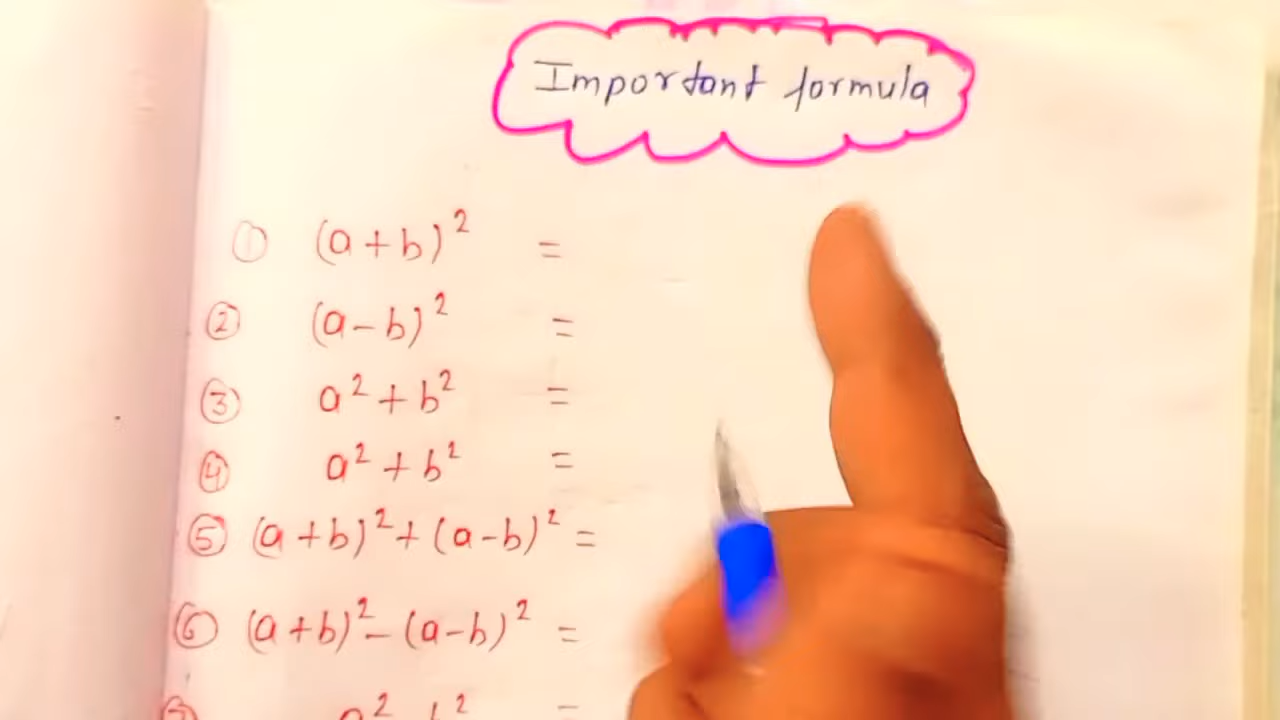 Important formula
① (a+b)² =
② (a-b)² =
③ a² + b² =
④ a² + b² =
⑤ (a+b)² + (a-b)² =
⑥ (a+b)² - (a-b)² =